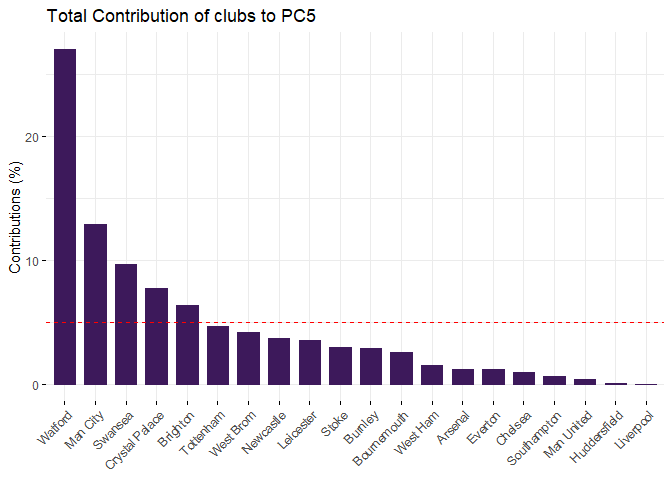 Total Contribution of clubs to PC5
Contributions (%)
20
10
0
Watford
Man City
Swansea
Crystal Palace
Brighton
Tottenham
West Brom
Newcastle
Leicester
Stoke
Burnley
Bournemouth
West Ham
Arsenal
Everton
Chelsea
Southampton
Man United
Huddersfield
Liverpool